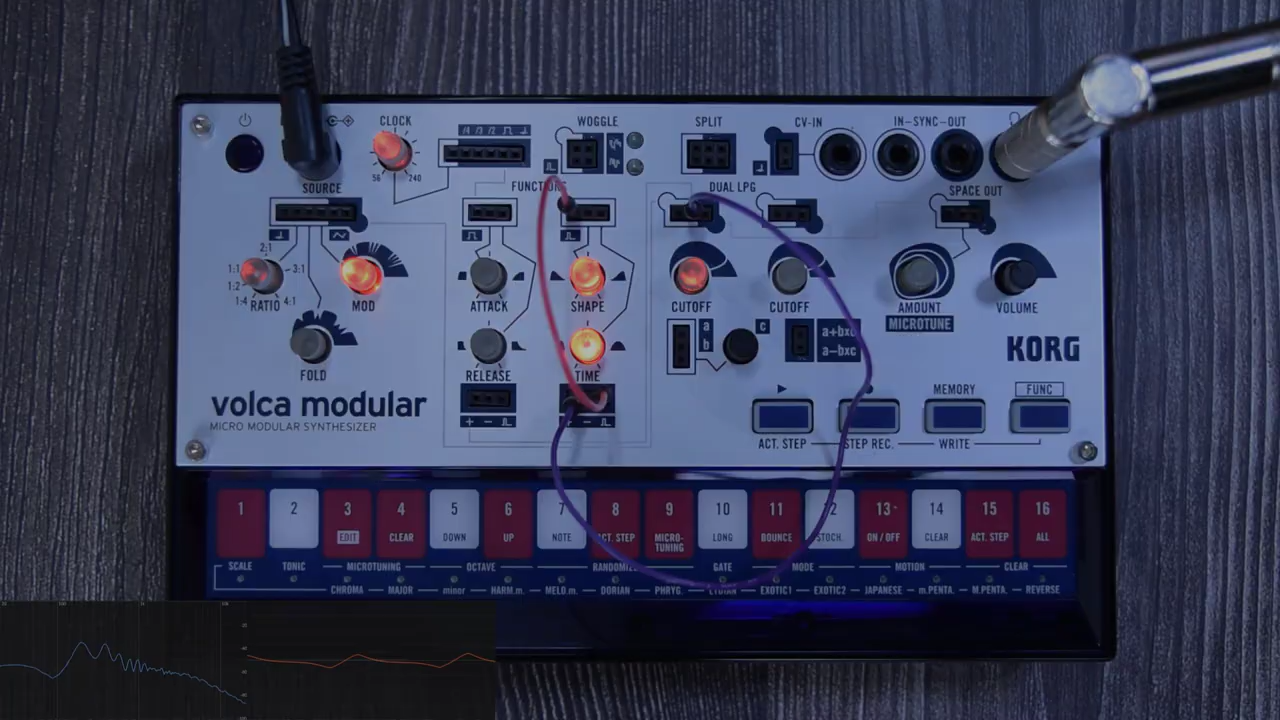 CLOCK
WOGGLE
SPLIT
CV-IN
IN-SYNC-OUT
56
240
SOURCE
FUNCTIONS
DUAL LPG
SPACE OUT
2:1
1:1
3:1
1:2
1:4
4:1
RATIO
MOD
ATTACK
SHAPE
CUTOFF
CUTOFF
AMOUNT
VOLUME
MICROTUNE
a
b
c
a+bxc
a-bxc
KORG
FOLD
RELEASE
TIME
volca modular
MICRO MODULAR SYNTHESIZER
MEMORY
FUNC
ACT. STEP
STEP REC.
WRITE
1
2
3
4
5
6
7
8
9
10
11
12
13
14
15
16
EDIT
CLEAR
DOWN
UP
NOTE
ACT. STEP
MICRO-
TUNING
LONG
BOUNCE
STOCH.
ON / OFF
CLEAR
ACT. STEP
ALL
SCALE
TONIC
MICROTUNING
OCTAVE
RANDOMIZE
GATE
MODE
MOTION
CLEAR
CHROMA
MAJOR
minor
HARM.m.
MELO.m.
DORIAN
PHRYG.
LYDIAN
EXOTIC1
EXOTIC2
JAPANESE
m.PENTA.
M.PENTA.
REVERSE